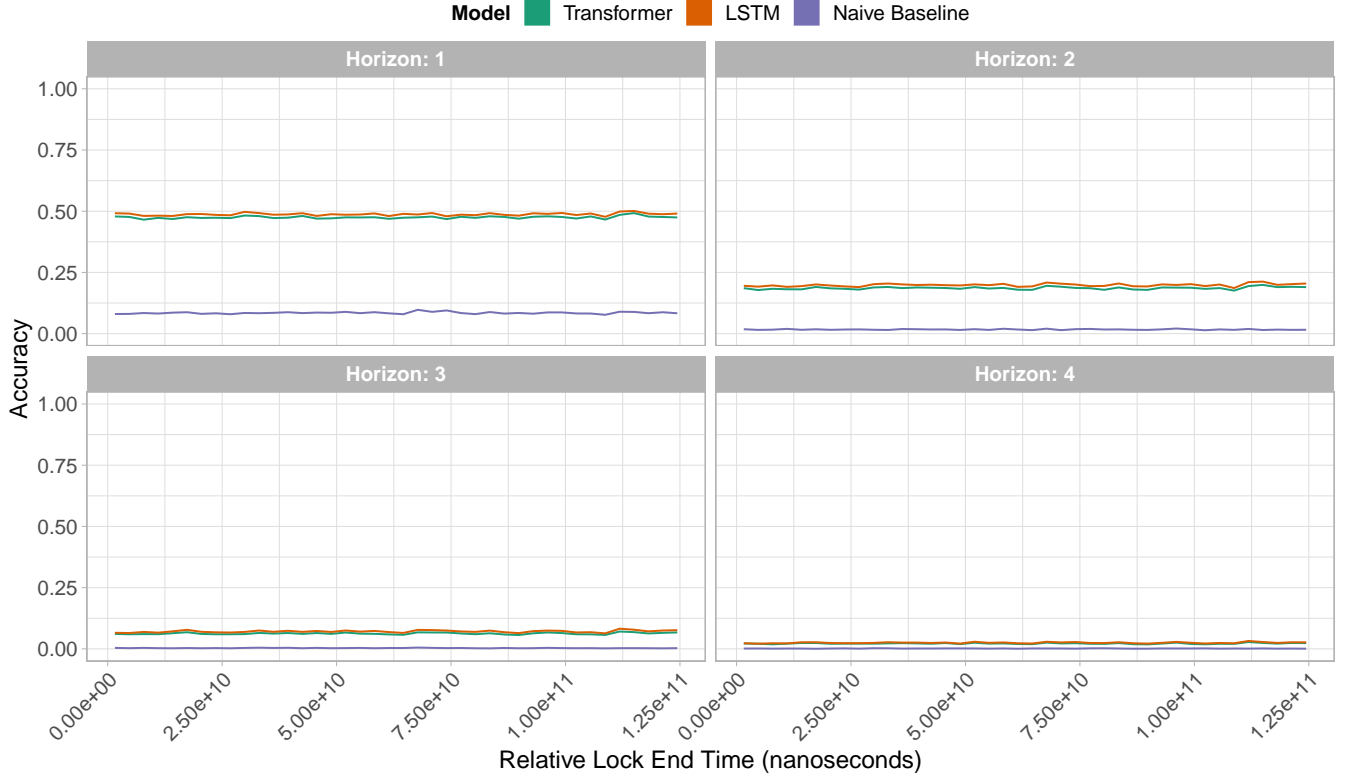 Model Transformer LSTM Naive Baseline
Horizon: 1 Horizon: 2
1.00
0.75
0.50
0.25
0.00
Horizon: 3 Horizon: 4
1.00
0.75
0.50
0.25
0.00
Accuracy
0.00e+00 2.50e+10 5.00e+10 7.50e+10 1.00e+11 1.25e+11 0.00e+00 2.50e+10 5.00e+10 7.50e+10 1.00e+11 1.25e+11
Relative Lock End Time (nanoseconds)